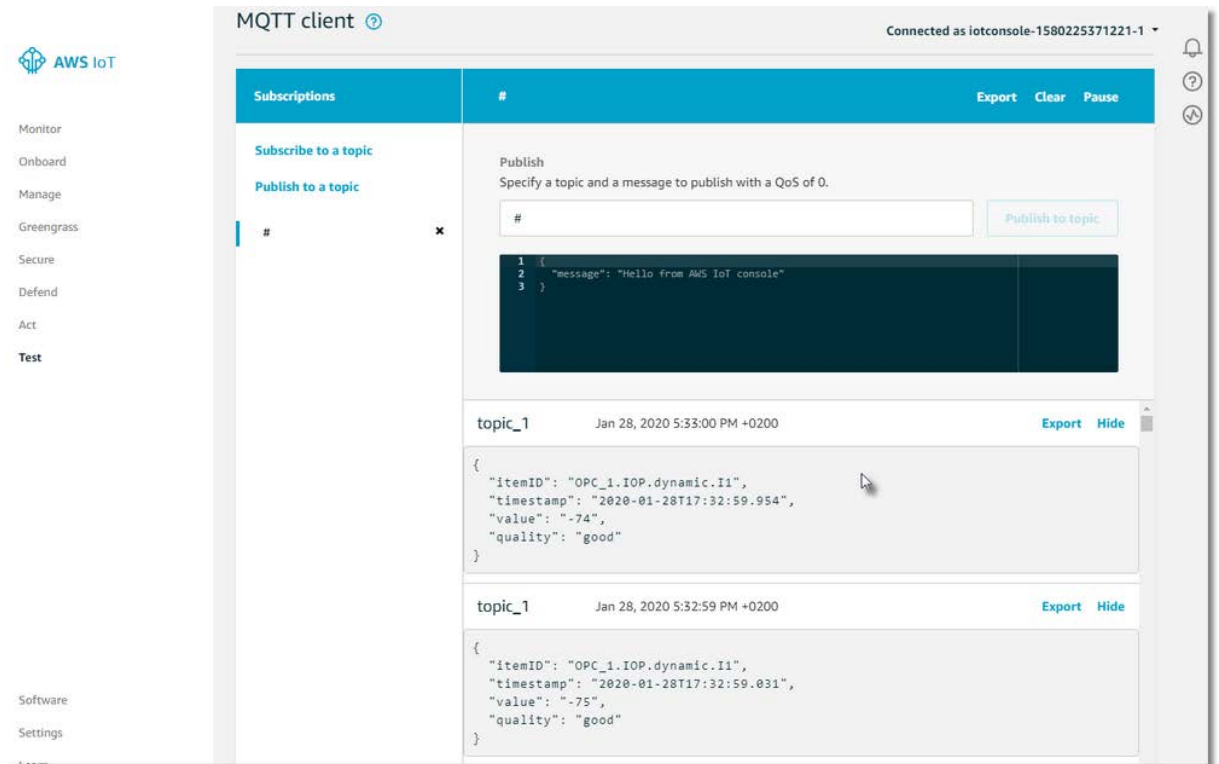 MQTT client ?
Connected as iotconsole-1580225371221-1
AWS IoT
Monitor
Onboard
Manage
Greengrass
Secure
Defend
Act
Test
Software
Settings
Subscriptions
Subscribe to a topic
Publish to a topic
#
#
Export Clear Pause
Publish
Specify a topic and a message to publish with a QoS of 0.
#
Publish to topic
1 {
2 "message": "Hello from AWS IoT console"
3 }
topic_1 Jan 28, 2020 5:33:00 PM +0200 Export Hide
{
"itemID": "OPC_1.IOP.dynamic.I1",
"timestamp": "2020-01-28T17:32:59.954",
"value": "-74",
"quality": "good"
}
topic_1 Jan 28, 2020 5:32:59 PM +0200 Export Hide
{
"itemID": "OPC_1.IOP.dynamic.I1",
"timestamp": "2020-01-28T17:32:59.031",
"value": "-75",
"quality": "good"
}